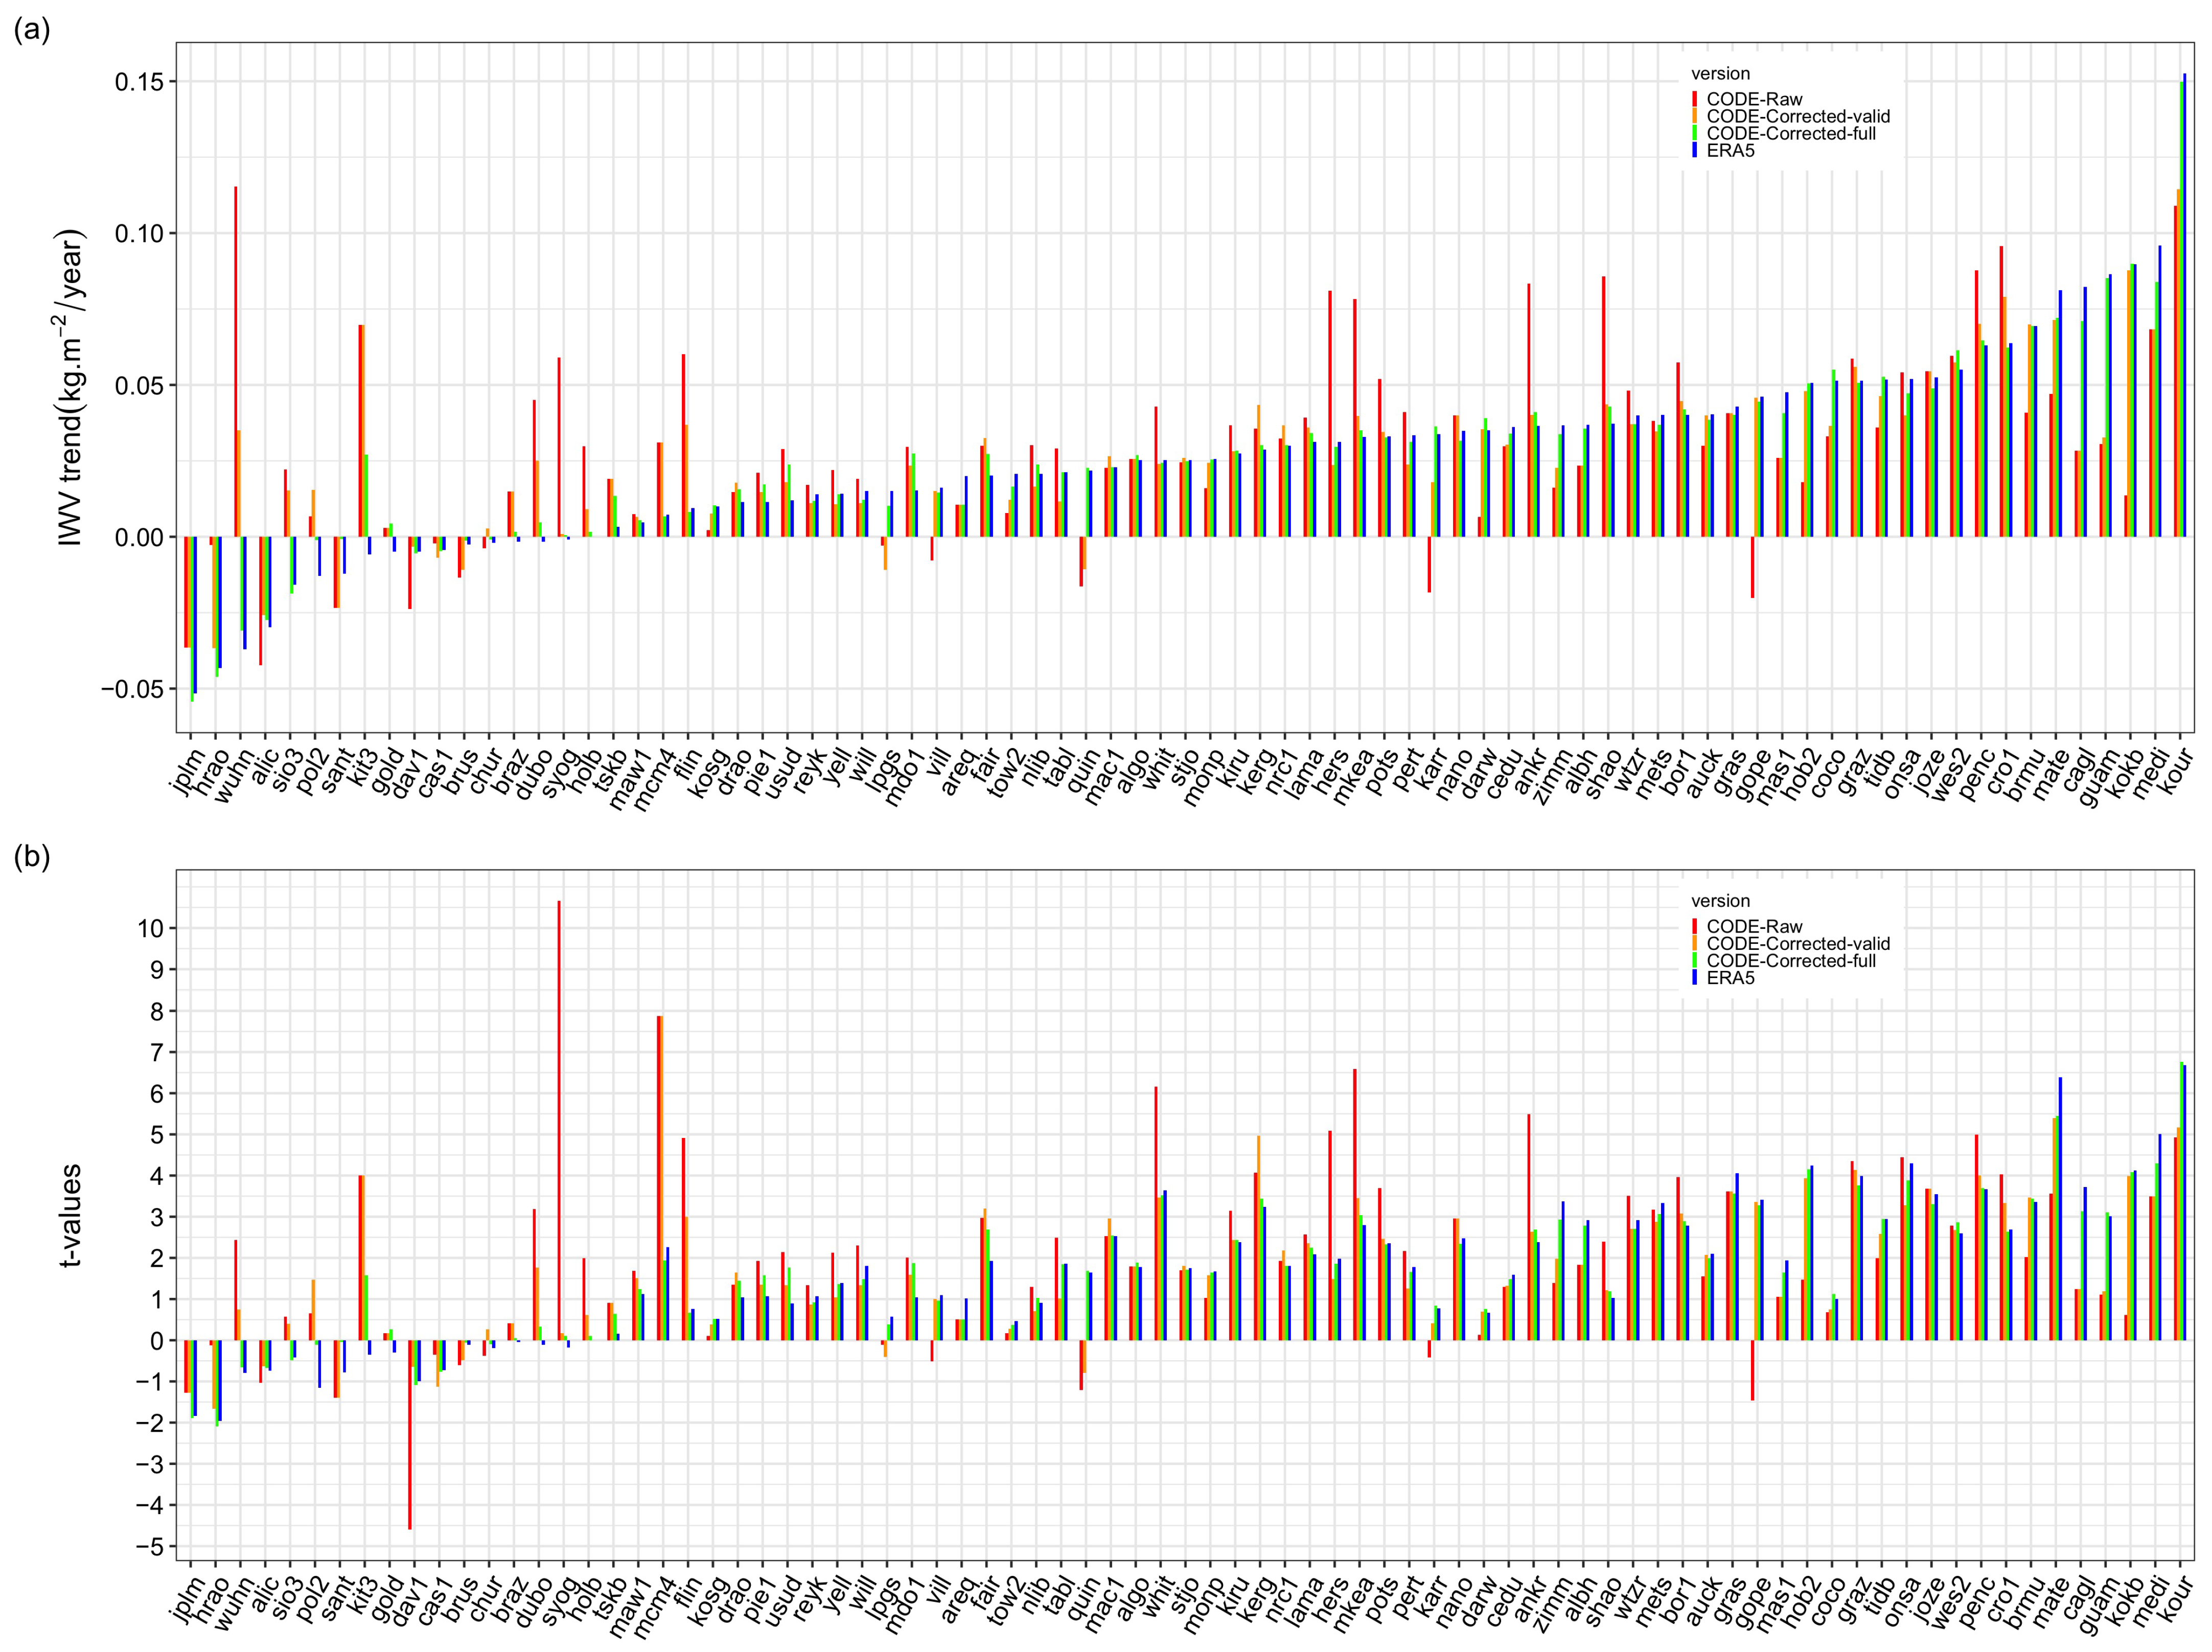 (a)
IWV trend(kg.m−2/year)
0.15
0.10
0.05
0.00
−0.05
version
CODE-Raw
CODE-Corrected-valid
CODE-Corrected-full
ERA5
jplm hrao wuhn alic sio3 pol2 sant kit3 gold dav1 cas1 brus chur braz dubo syog holb tskb maw1 mcm4 flin kosg drao pie1 usud reyk yell will lpgs mdo1 vill areq fair tow2 nlib tabl quin mac1 algo whit stjo monp kiru kerg nrc1 lama hers mkea pots pert karr nano darw cedu ankr zimm albh shao wtzr mets bor1 auck gras gope mas1 hob2 coco graz tidb onsa joze wes2 penc cro1 brmu mate cagl guam kokb medi kour
(b)
t-values
10
9
8
7
6
5
4
3
2
1
0
−1
−2
−3
−4
−5
version
CODE-Raw
CODE-Corrected-valid
CODE-Corrected-full
ERA5
jplm hrao wuhn alic sio3 pol2 sant kit3 gold dav1 cas1 brus chur braz dubo syog holb tskb maw1 mcm4 flin kosg drao pie1 usud reyk yell will lpgs mdo1 vill areq fair tow2 nlib tabl quin mac1 algo whit stjo monp kiru kerg nrc1 lama hers mkea pots pert karr nano darw cedu ankr zimm albh shao wtzr mets bor1 auck gras gope mas1 hob2 coco graz tidb onsa joze wes2 penc cro1 brmu mate cagl guam kokb medi kour